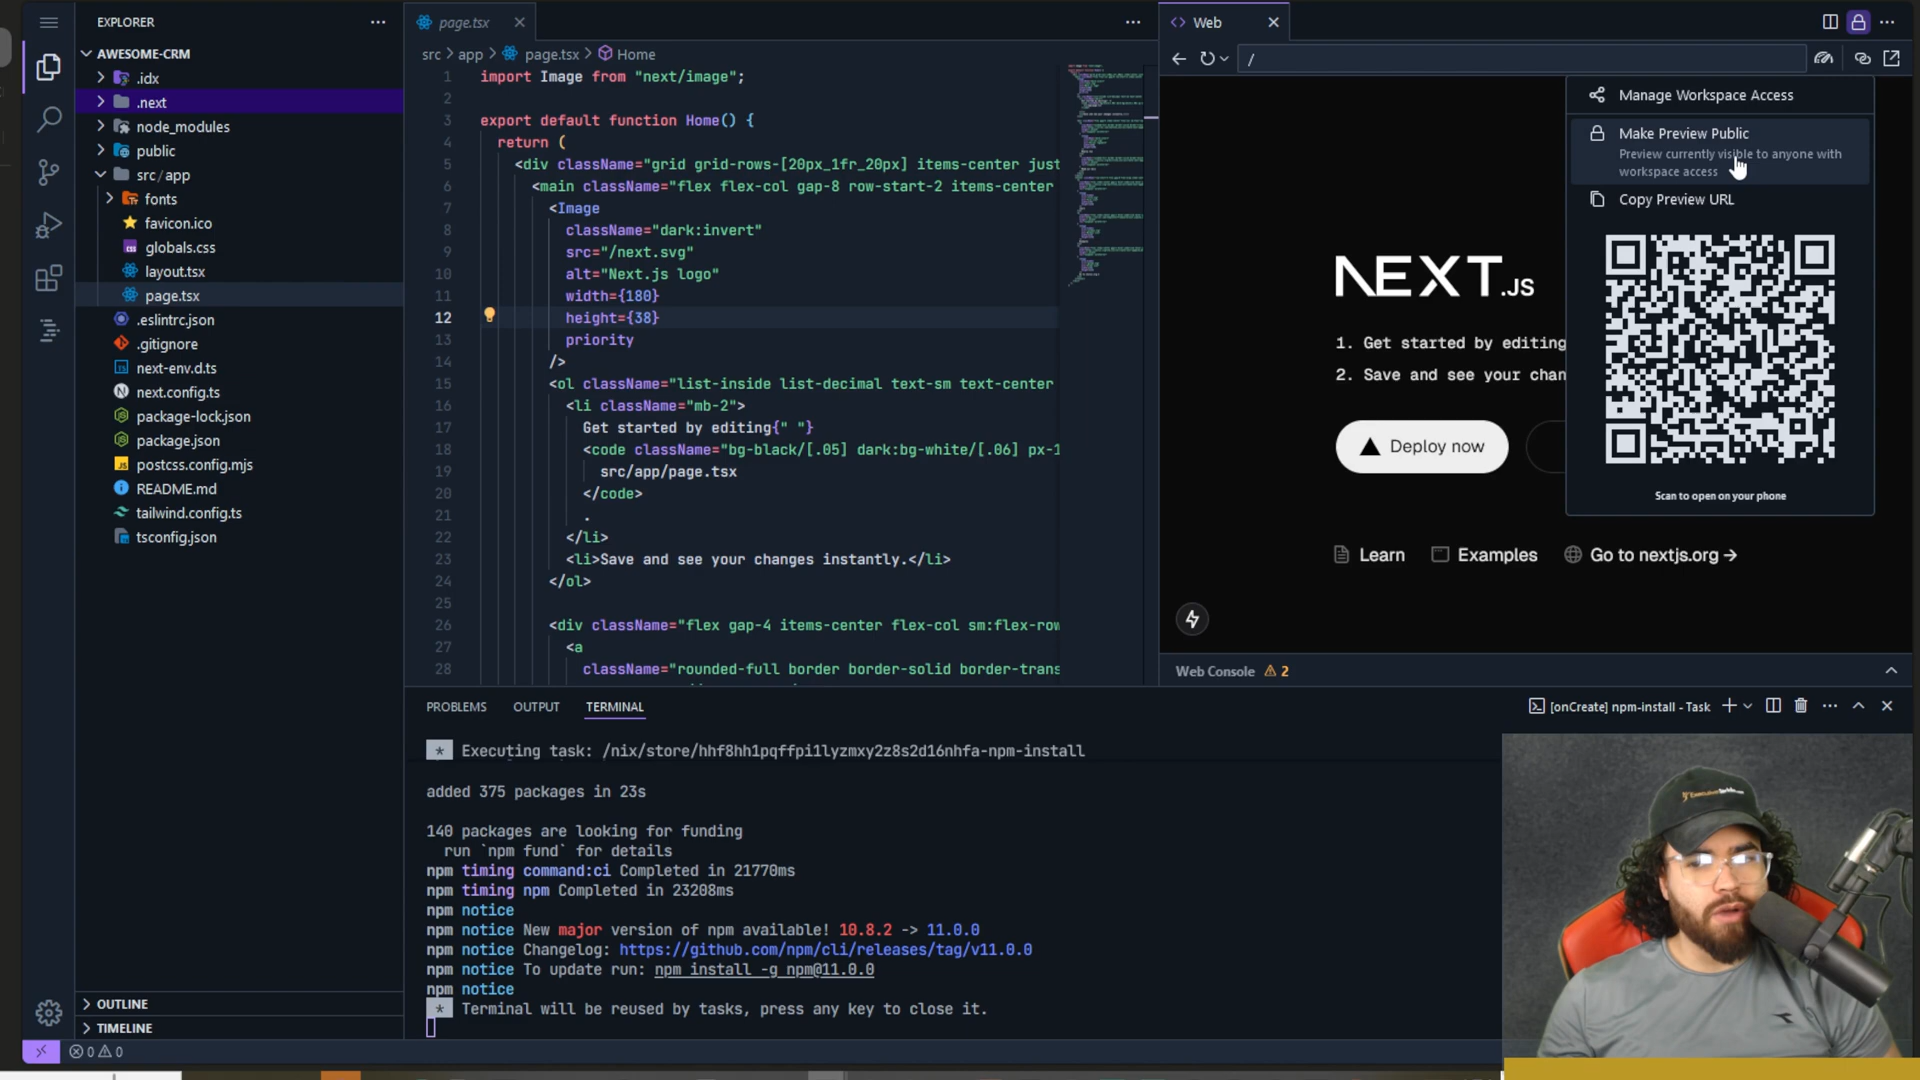 EXPLORER
AWESOME-CRM
.idx
.next
node_modules
public
src/app
fonts
favicon.ico
globals.css
layout.tsx
page.tsx
.eslintrc.json
.gitignore
next-env.d.ts
next.config.ts
package-lock.json
package.json
postcss.config.mjs
README.md
tailwind.config.ts
tsconfig.json
OUTLINE
TIMELINE
0 0
page.tsx
src > app > page.tsx > Home
1 import Image from "next/image";
2
3 export default function Home() {
4 return (
5 <div className="grid grid-rows-[20px_1fr_20px] items-center just
6 <main className="flex flex-col gap-8 row-start-2 items-center
7 <Image
8 className="dark:invert"
9 src="/next.svg"
10 alt="Next.js logo"
11 width={180}
12 height={38}
13 priority
14 />
15 <ol className="list-inside list-decimal text-sm text-center
16 <li className="mb-2">
17 Get started by editing{" "}
18 <code className="bg-black/[.05] dark:bg-white/[.06] px-1
19 src/app/page.tsx
20 </code>
21 .
22 </li>
23 <li>Save and see your changes instantly.</li>
24 </ol>
25
26 <div className="flex gap-4 items-center flex-col sm:flex-row
27 <a
28 className="rounded-full border border-solid border-trans
Web
/
Manage Workspace Access
Make Preview Public
Preview currently visible to anyone with
workspace access
Copy Preview URL
Scan to open on your phone
NEXT.JS
1. Get started by editing
2. Save and see your chan
Deploy now
Learn
Examples
Go to nextjs.org →
Web Console 2
PROBLEMS
OUTPUT
TERMINAL
[onCreate] npm-install - Task
* Executing task: /nix/store/hhf8hh1pqffpi1lyzmxy2z8s2d16nhfa-npm-install
added 375 packages in 23s
140 packages are looking for funding
run `npm fund` for details
npm timing command:ci Completed in 21770ms
npm timing npm Completed in 23208ms
npm notice
npm notice New major version of npm available! 10.8.2 -> 11.0.0
npm notice Changelog: https://github.com/npm/cli/releases/tag/v11.0.0
npm notice To update run: npm install -g npm@11.0.0
npm notice
* Terminal will be reused by tasks, press any key to close it.